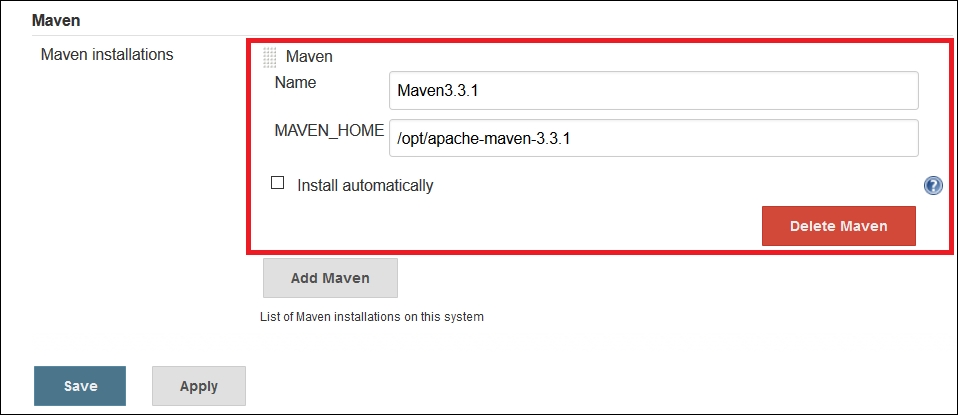 Maven
Maven installations
Maven
Name
Maven3.3.1
MAVEN_HOME
/opt/apache-maven-3.3.1
Install automatically
?
Delete Maven
Add Maven
List of Maven installations on this system
Save
Apply